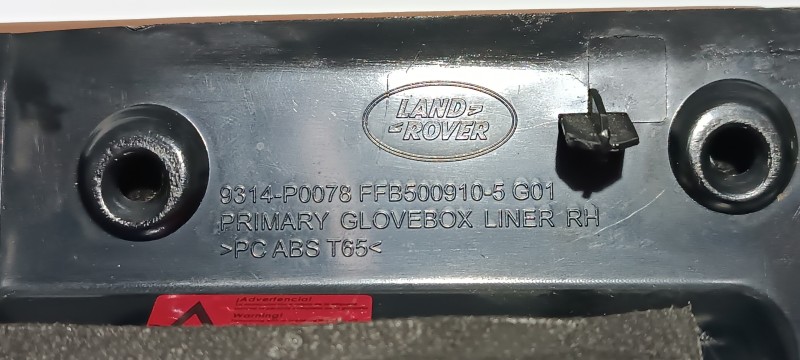 LAND
ROVER
9314-P0078 FFB500910-5 G01
PRIMARY GLOVEBOX LINER RH
>PC ABS T65<
¡Advertencia!
Warning!